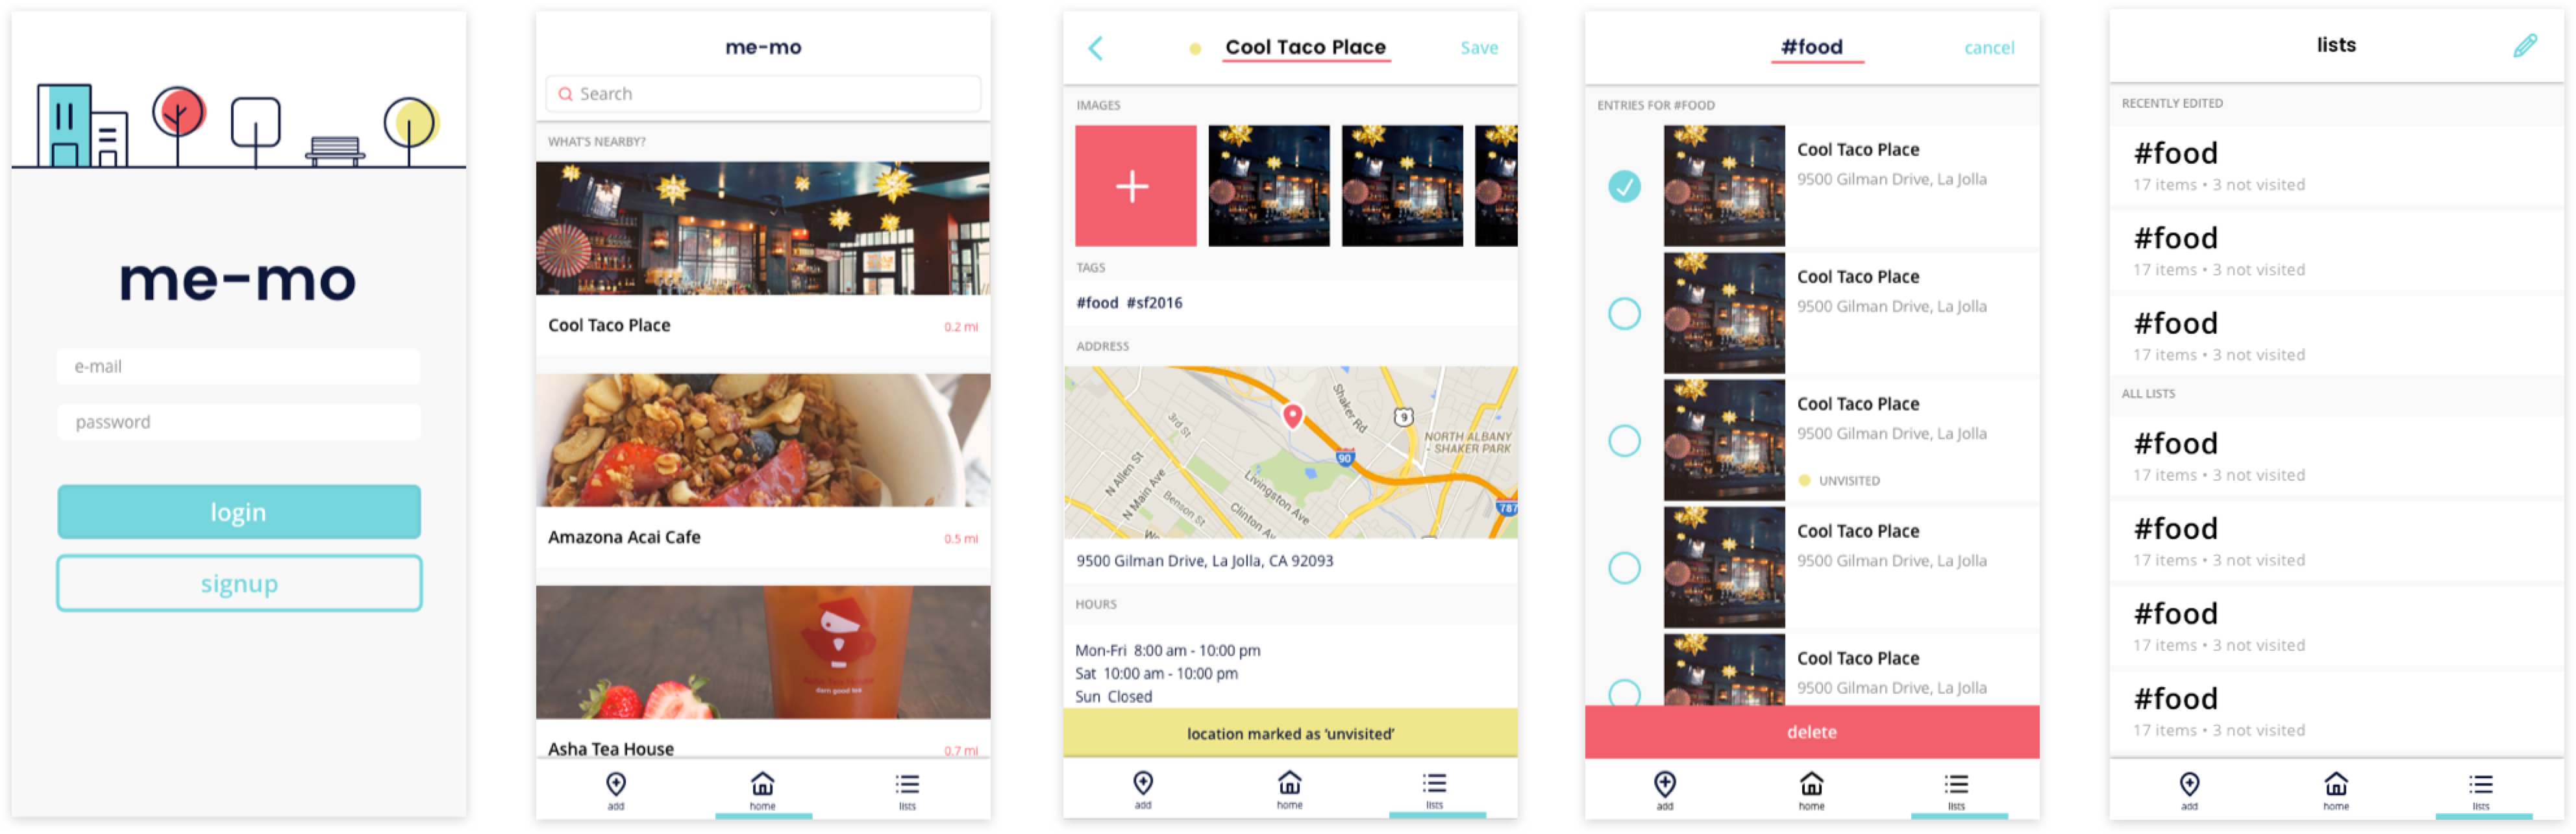 me-mo
e-mail
password
login
signup
me-mo
Search
WHAT'S NEARBY?
Cool Taco Place
0.2 mi
Amazona Acai Cafe
0.5 mi
Asha Tea House
darn good tea
Asha Tea House
0.7 mi
add
home
lists
Cool Taco Place
Save
IMAGES
TAGS
#food #sf2016
ADDRESS
Shaker Rd
9
NORTH ALBANY
- SHAKER PARK
3rd St
90
N Allen St
N Main Ave
Benson St
Livingston Ave
Clinton Av
787
9500 Gilman Drive, La Jolla, CA 92093
HOURS
Mon-Fri 8:00 am - 10:00 pm
Sat 10:00 am - 10:00 pm
Sun Closed
location marked as 'unvisited'
add
home
lists
#food
cancel
ENTRIES FOR #FOOD
Cool Taco Place
9500 Gilman Drive, La Jolla
Cool Taco Place
9500 Gilman Drive, La Jolla
Cool Taco Place
9500 Gilman Drive, La Jolla
UNVISITED
Cool Taco Place
9500 Gilman Drive, La Jolla
Cool Taco Place
9500 Gilman Drive, La Jolla
delete
add
home
lists
lists
RECENTLY EDITED
#food
17 items • 3 not visited
#food
17 items • 3 not visited
#food
17 items • 3 not visited
ALL LISTS
#food
17 items • 3 not visited
#food
17 items • 3 not visited
#food
17 items • 3 not visited
#food
17 items • 3 not visited
add
home
lists